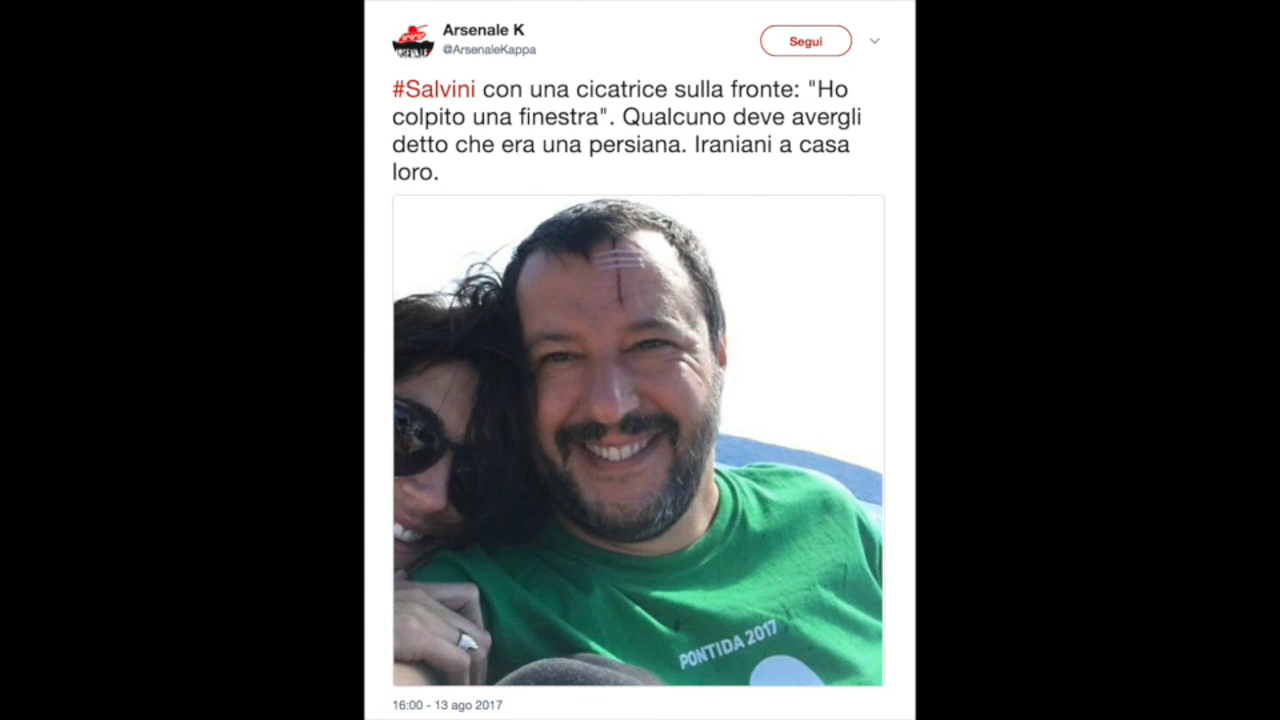 Arsenale K
@ArsenaleKappa
Segui
#Salvini con una cicatrice sulla fronte: "Ho
colpito una finestra". Qualcuno deve avergli
detto che era una persiana. Iraniani a casa
loro.
PONTIDA 2017
16:00 - 13 ago 2017